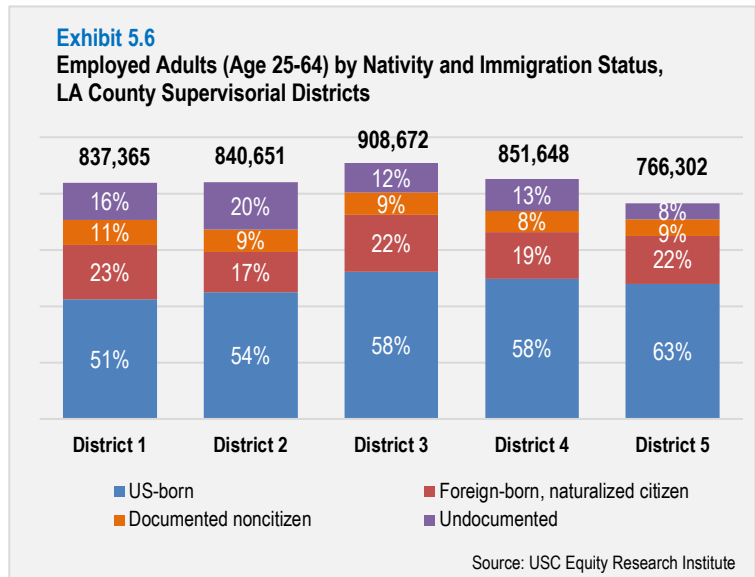 Exhibit 5.6
Employed Adults (Age 25-64) by Nativity and Immigration Status,
LA County Supervisorial Districts
837,365 840,651 908,672 851,648 766,302
16% 20% 12% 13% 8%
11% 9% 9% 8% 9%
23% 17% 22% 19% 22%
51% 54% 58% 58% 63%
District 1 District 2 District 3 District 4 District 5
US-born Foreign-born, naturalized citizen
Documented noncitizen Undocumented
Source: USC Equity Research Institute